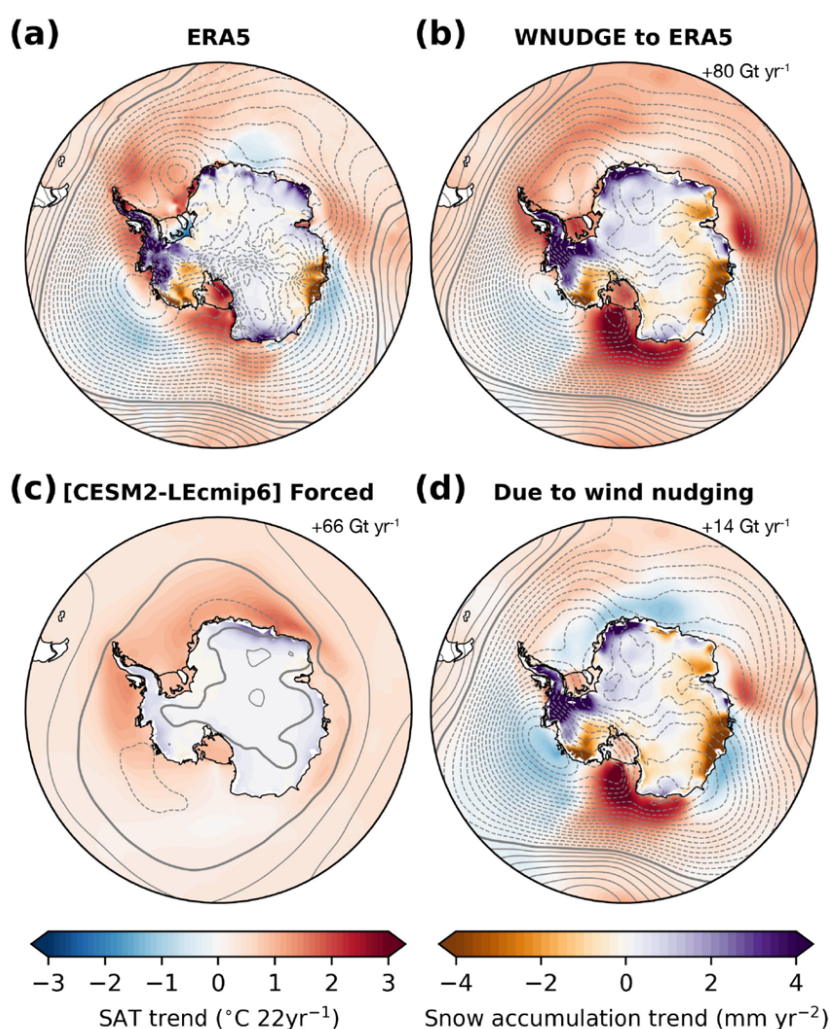 (a) ERA5
(b) WNUDGE to ERA5
+80 Gt yr⁻¹
(c) [CESM2-LEcmip6] Forced
+66 Gt yr⁻¹
(d) Due to wind nudging
+14 Gt yr⁻¹
−3 −2 −1 0 1 2 3
SAT trend (°C 22yr⁻¹)
−4 −2 0 2 4
Snow accumulation trend (mm yr⁻²)